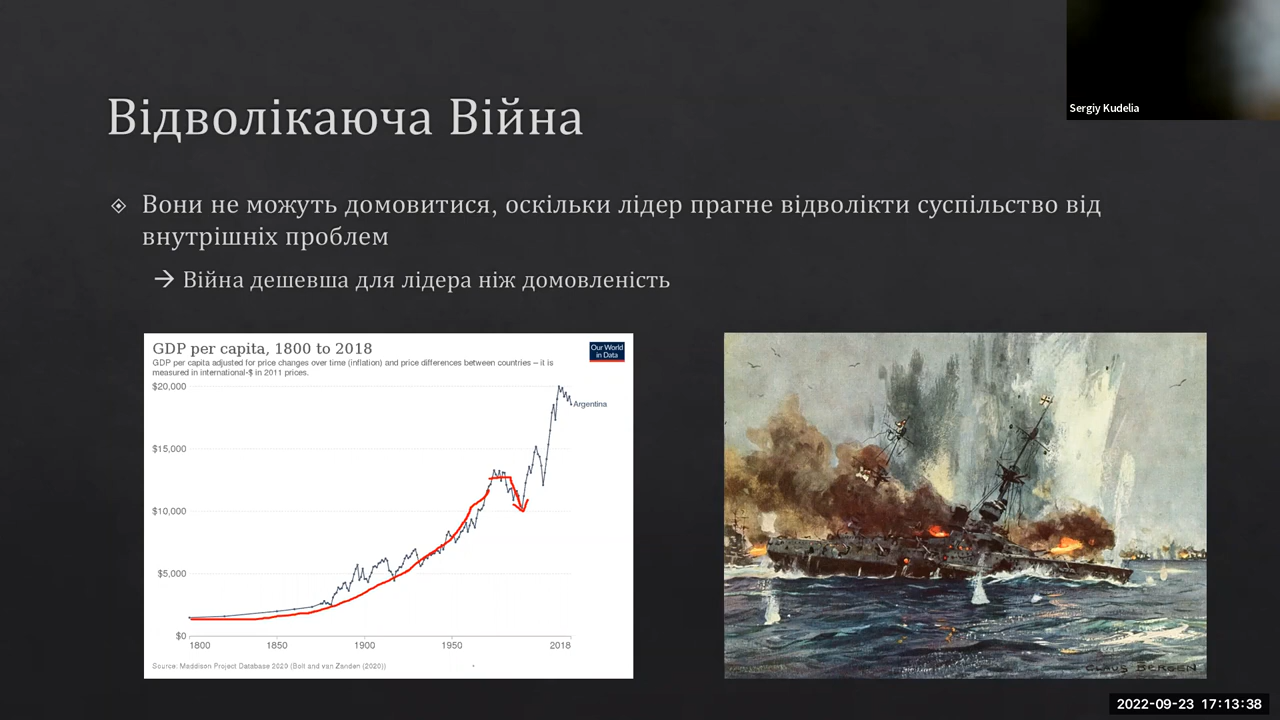 Sergiy Kudelia
Відволікаюча Війна
Вони не можуть домовитися, оскільки лідер прагне відволікти суспільство від
внутрішніх проблем
→ Війна дешевша для лідера ніж домовленість
GDP per capita, 1800 to 2018
GDP per capita adjusted for price changes over time (inflation) and price differences between countries – it is
measured in international-$ in 2011 prices.
Our World
in Data
$20,000
Argentina
$15,000
$10,000
$5,000
$0
1800 1850 1900 1950 2018
Source: Maddison Project Database 2020 (Bolt and van Zanden (2020))
CLAUS BERGEN
2022-09-23 17:13:38